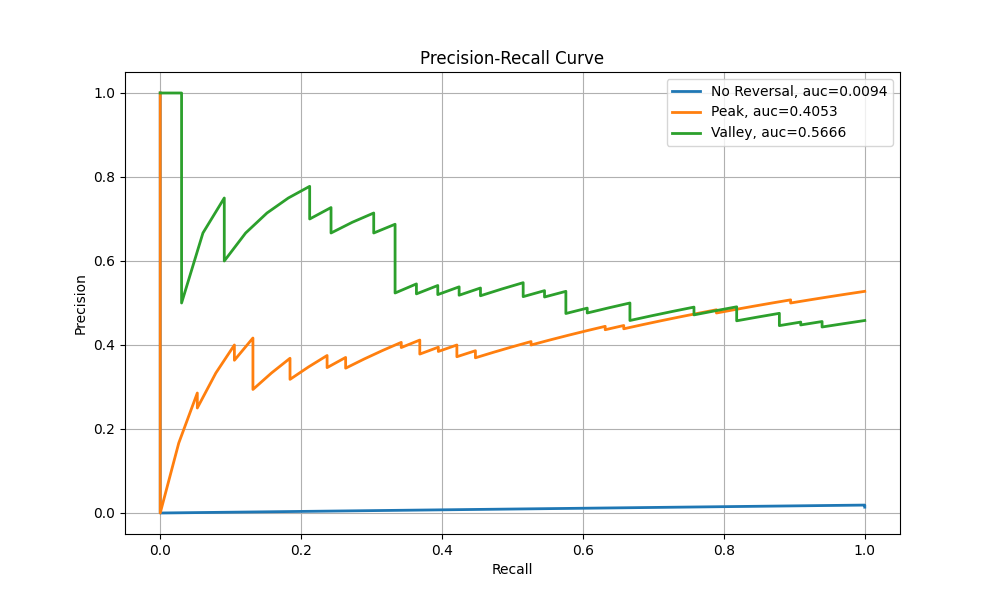 Precision-Recall Curve
No Reversal, auc=0.0094
Peak, auc=0.4053
Valley, auc=0.5666
Precision
1.0
0.8
0.6
0.4
0.2
0.0
0.0 0.2 0.4 0.6 0.8 1.0
Recall